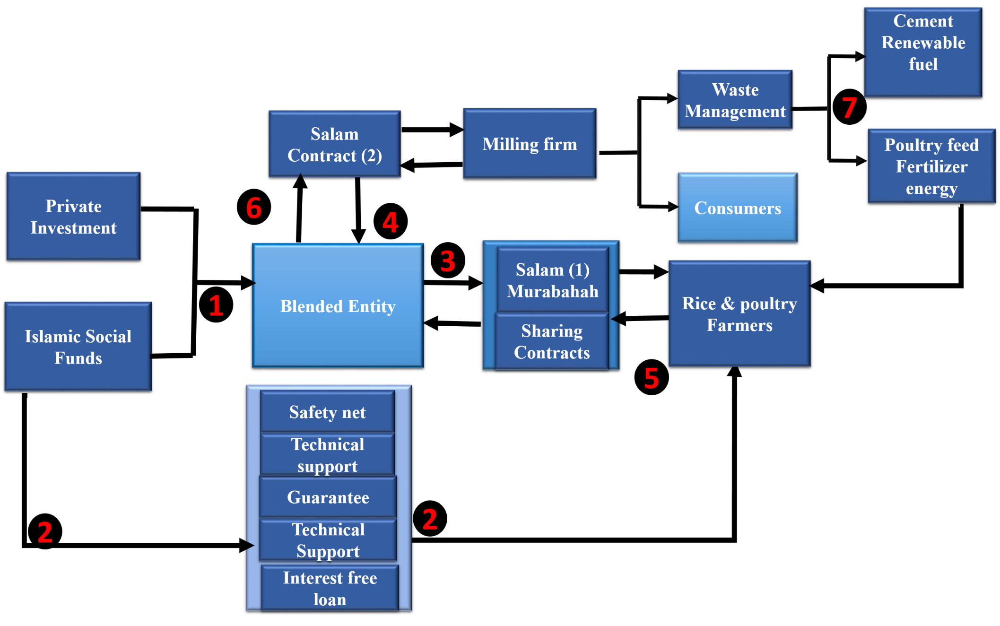 Cement
Renewable
fuel
Waste
Management
7
Salam
Contract (2)
Milling firm
Poultry feed
Fertilizer
energy
Private
Investment
6
4
Consumers
3
Salam (1)
Murabahah
Blended Entity
1
Rice & poultry
Farmers
Islamic Social
Funds
Sharing
Contracts
5
Safety net
Technical
support
Guarantee
2
2
Technical
Support
Interest free
loan